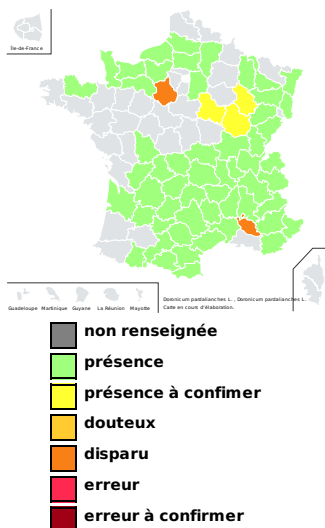 Île-de-France
Guadeloupe Martinique Guyane La Réunion Mayotte
Doronicum pardalianches L. , Doronicum pardalianches L.
Carte en cours d'élaboration.
non renseignée
présence
présence à confimer
douteux
disparu
erreur
erreur à confirmer